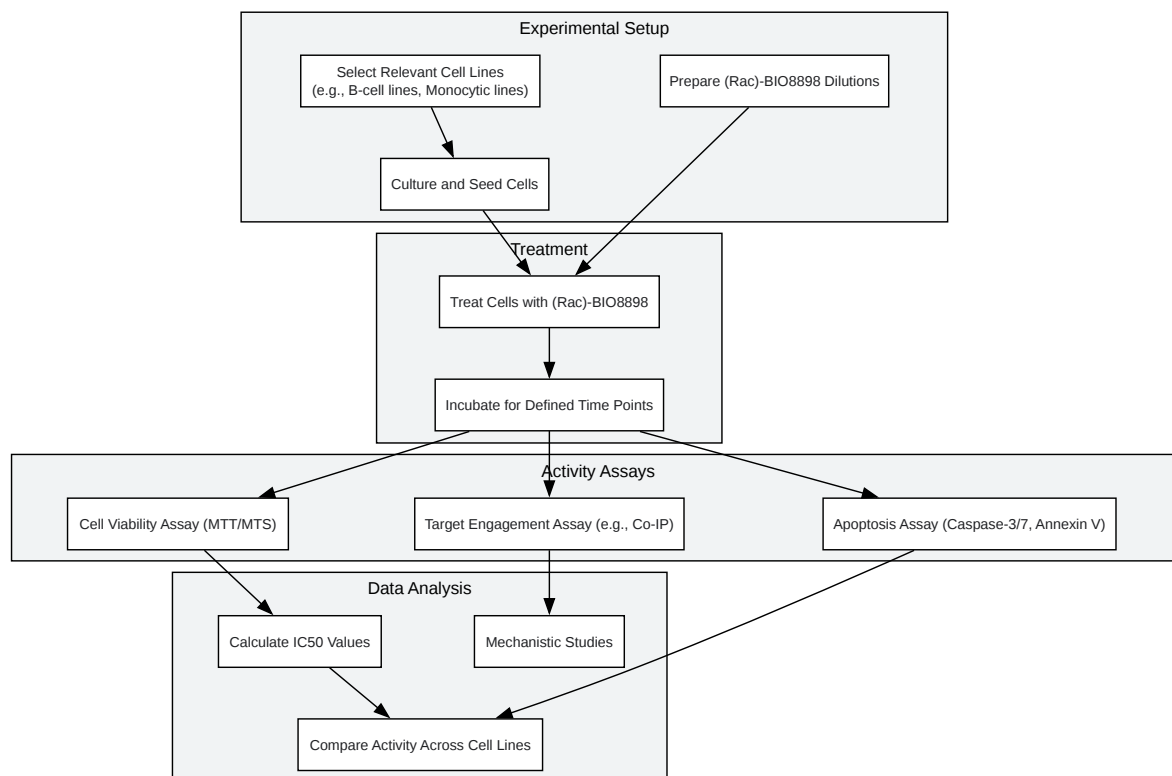 Experimental Setup
Select Relevant Cell Lines
(e.g., B-cell lines, Monocytic lines)
Prepare (Rac)-BIO8898 Dilutions
Culture and Seed Cells
Treatment
Treat Cells with (Rac)-BIO8898
Incubate for Defined Time Points
Activity Assays
Cell Viability Assay (MTT/MTS)
Target Engagement Assay (e.g., Co-IP)
Apoptosis Assay (Caspase-3/7, Annexin V)
Data Analysis
Calculate IC50 Values
Mechanistic Studies
Compare Activity Across Cell Lines